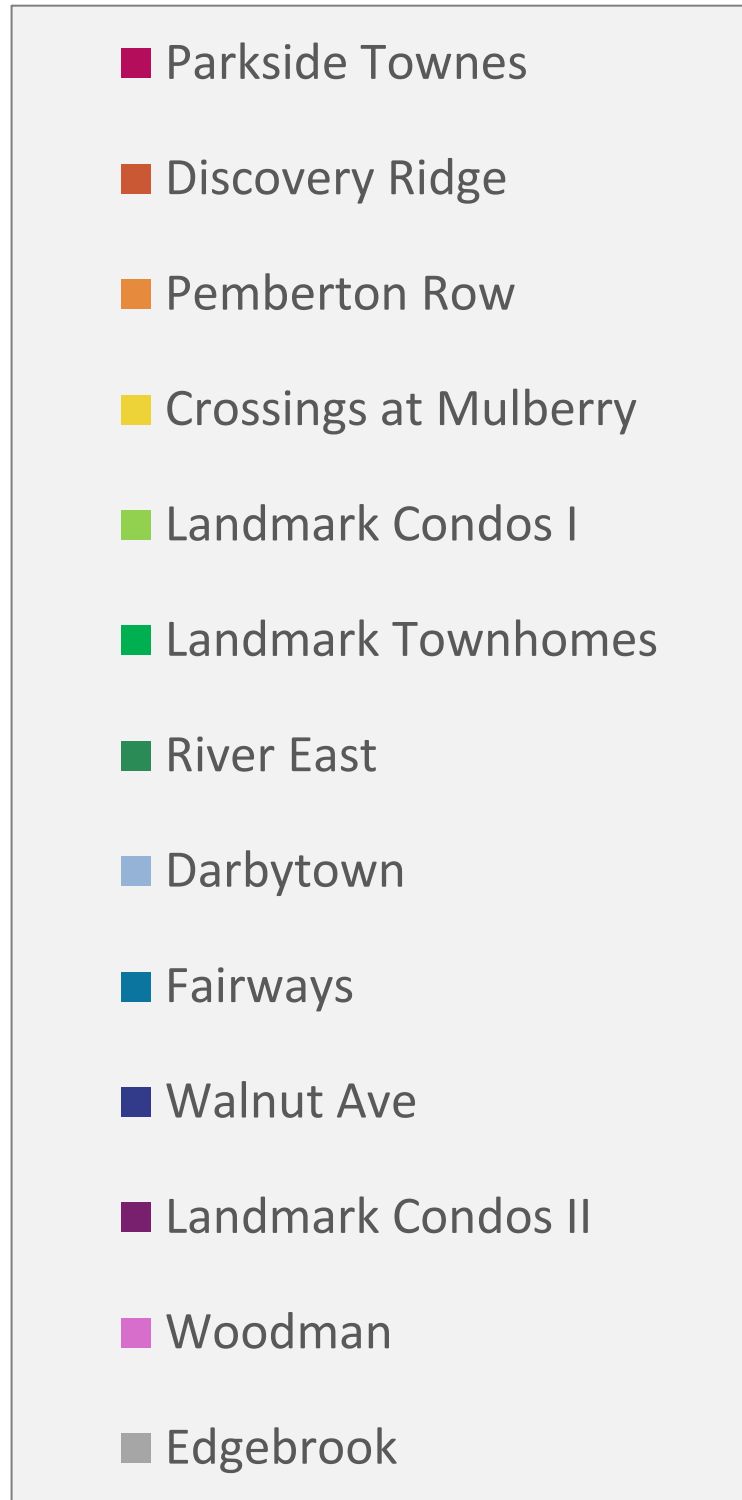 Parkside Townes
Discovery Ridge
Pemberton Row
Crossings at Mulberry
Landmark Condos I
Landmark Townhomes
River East
Darbytown
Fairways
Walnut Ave
Landmark Condos II
Woodman
Edgebrook